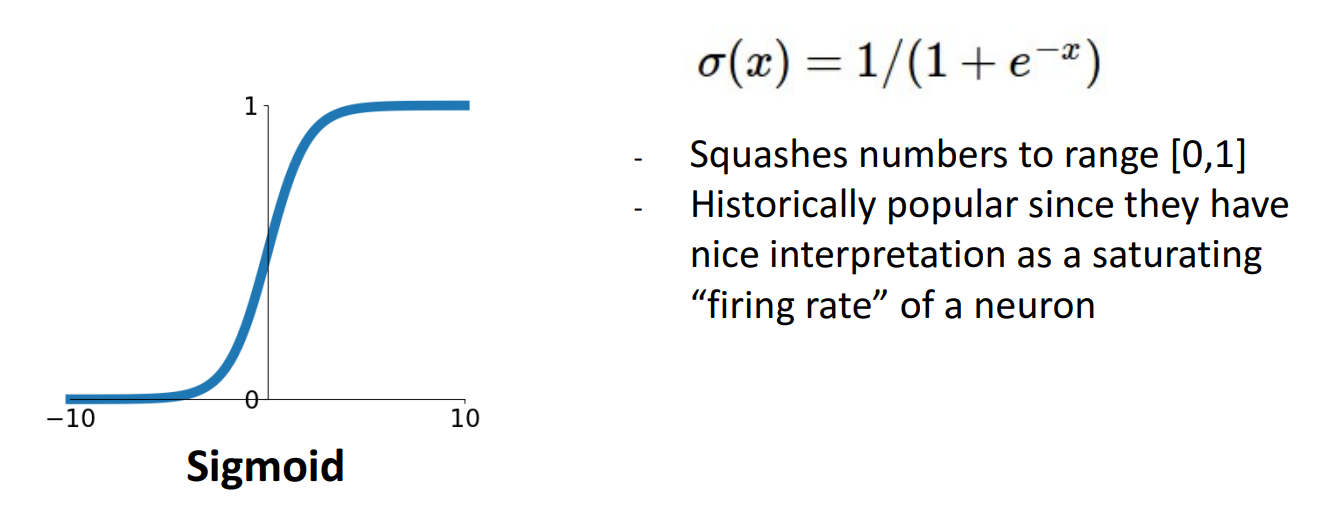 σ(x) = 1/(1 + e^{-x})
- Squashes numbers to range [0,1]
- Historically popular since they have
nice interpretation as a saturating
“firing rate” of a neuron
1
0
−10
10
Sigmoid